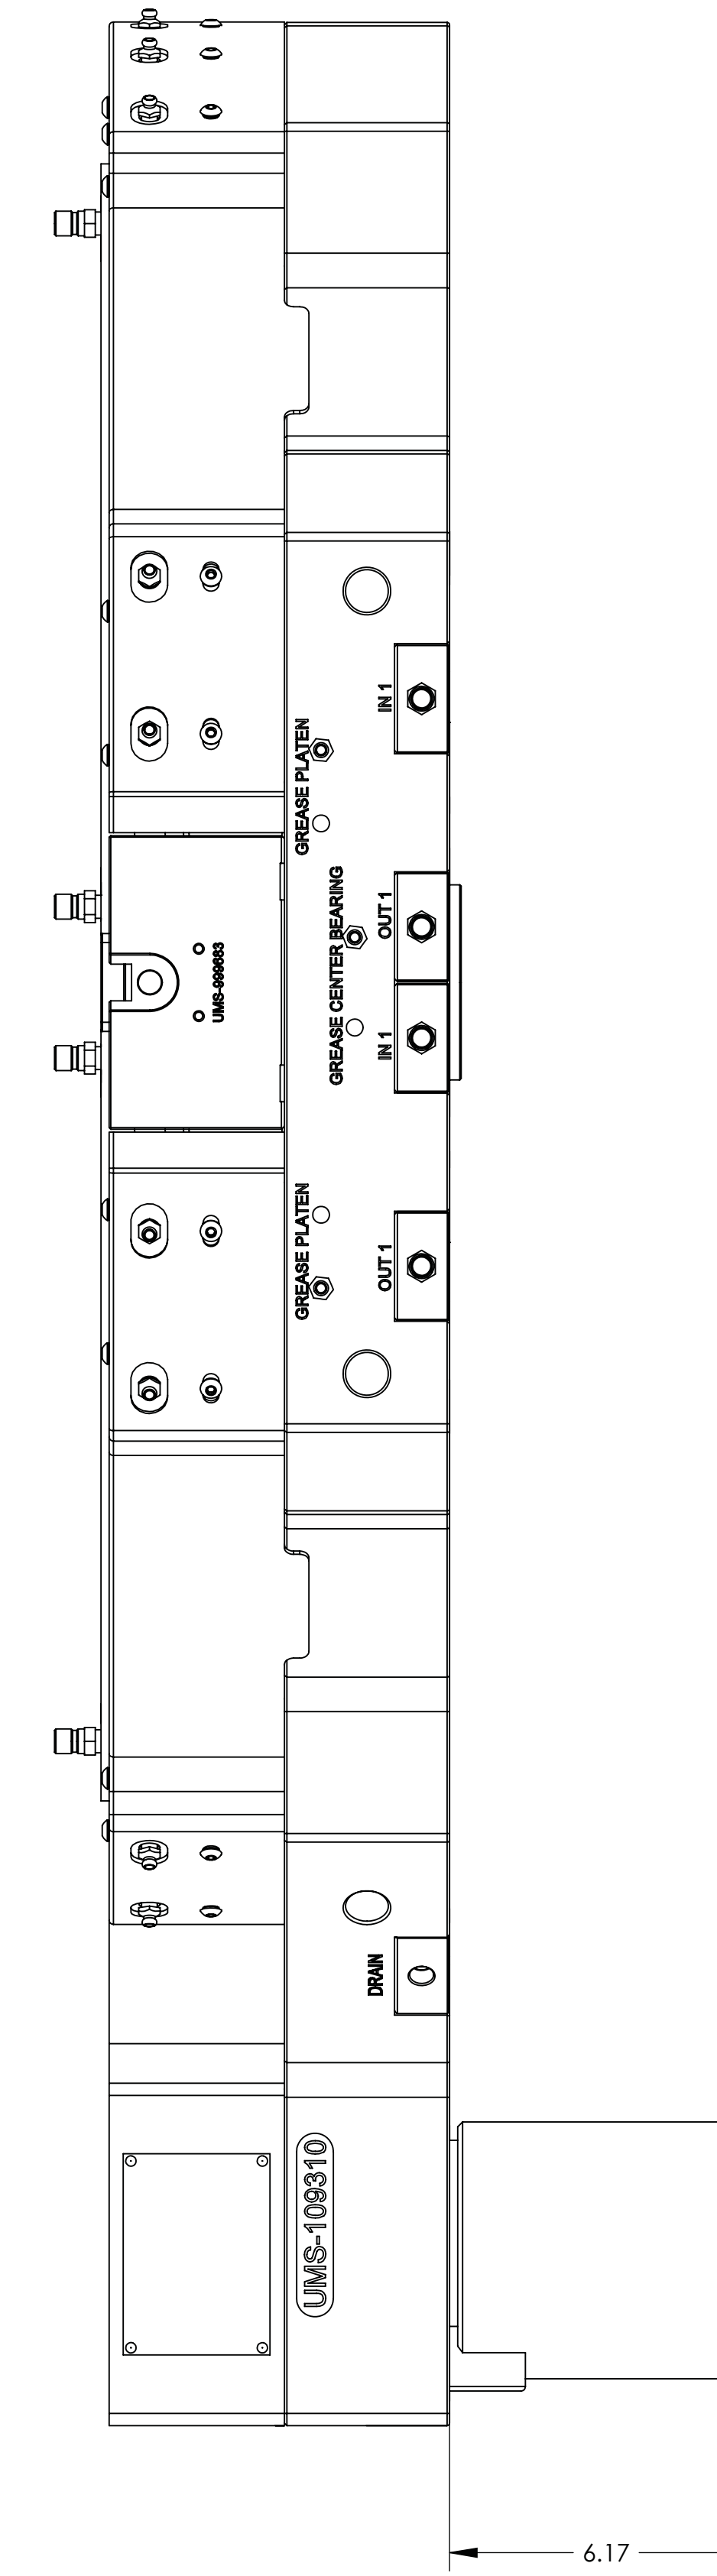 IN 1
GREASE PLATEN
OUT 1
GREASE CENTER BEARING
UMS-999683
IN 1
GREASE PLATEN
OUT 1
DRAIN
UMS-109310
6.17